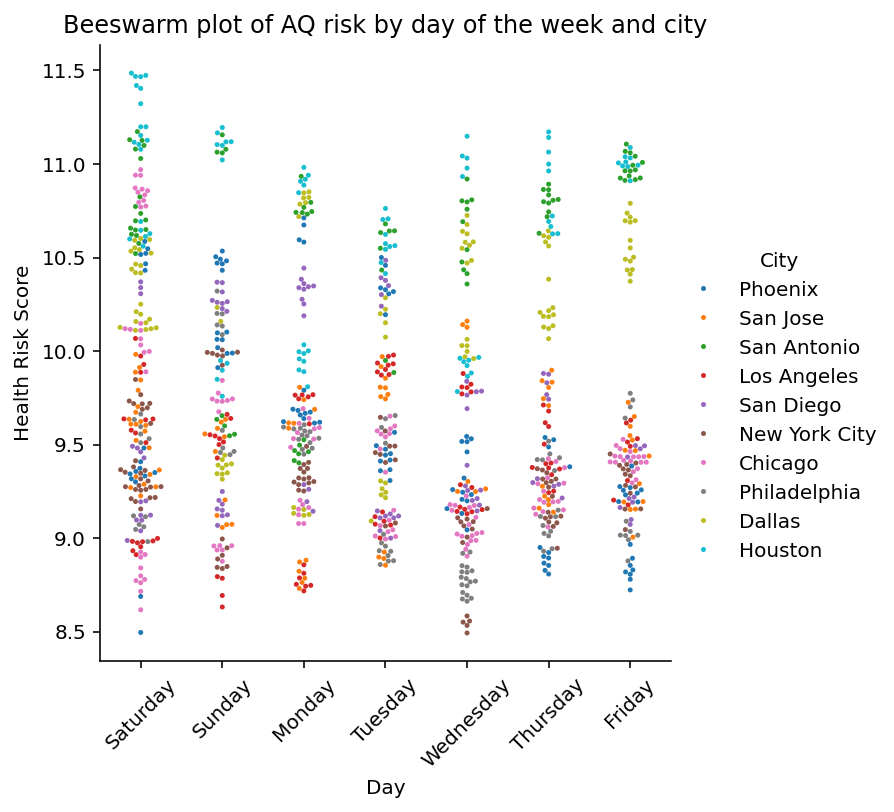 Beeswarm plot of AQ risk by day of the week and city
Health Risk Score
11.5
11.0
10.5
10.0
9.5
9.0
8.5
Saturday
Sunday
Monday
Tuesday
Wednesday
Thursday
Friday
Day
City
Phoenix
San Jose
San Antonio
Los Angeles
San Diego
New York City
Chicago
Philadelphia
Dallas
Houston